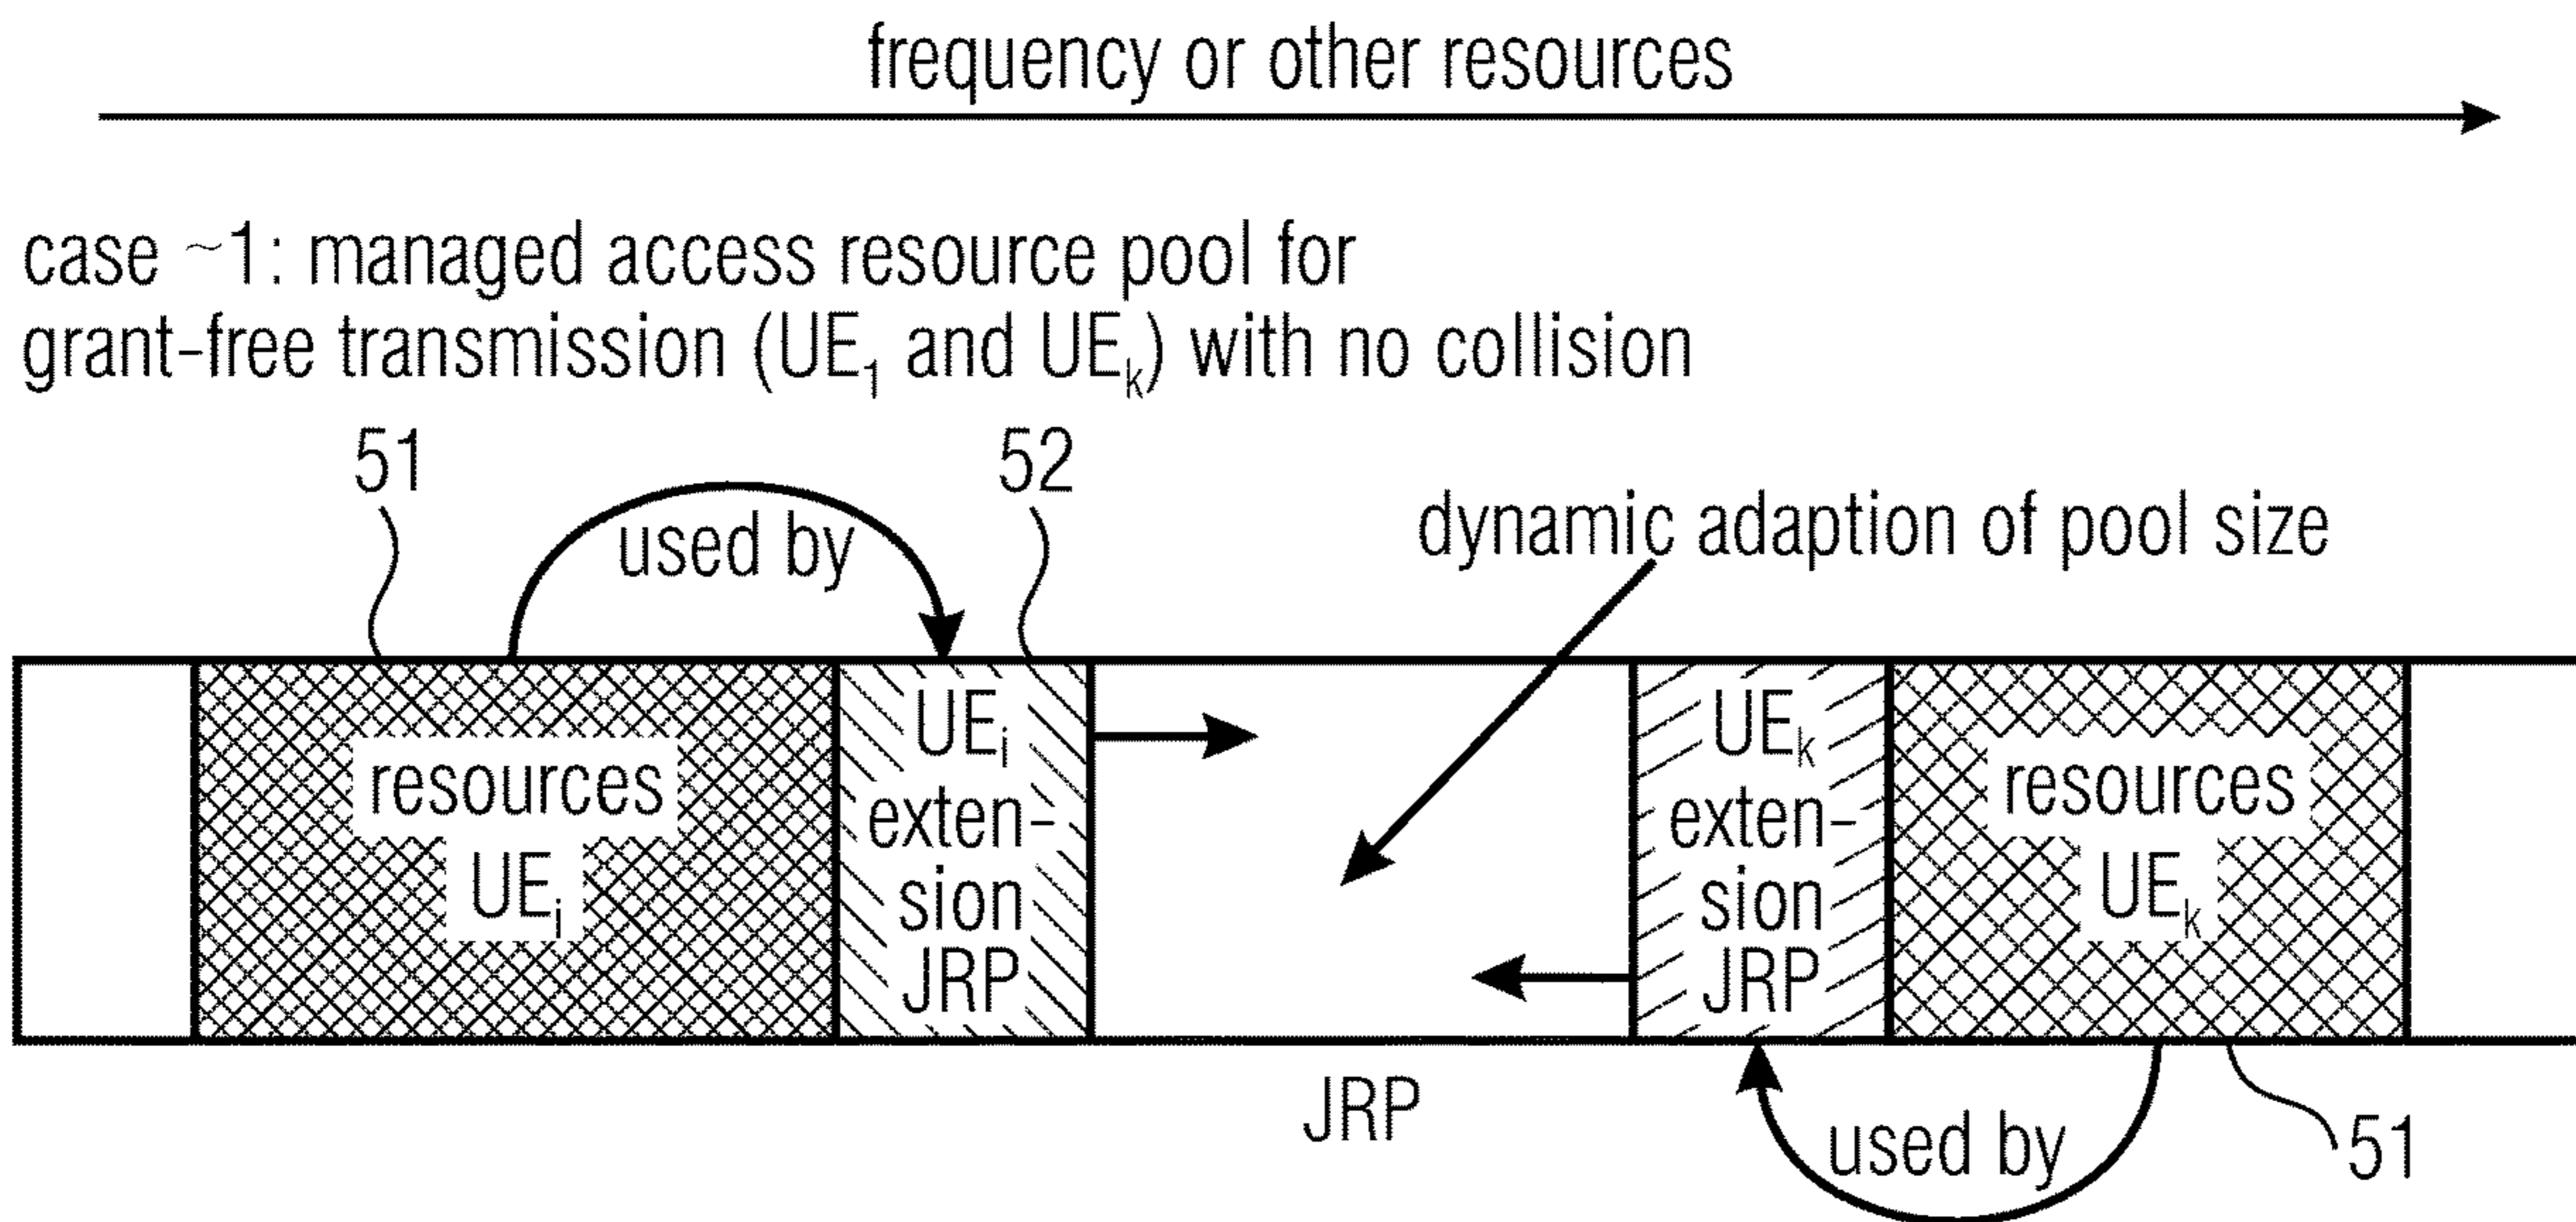 frequency or other resources
case ~1: managed access resource pool for
grant-free transmission (UE₁ and UEₖ) with no collision
51
52
used by
dynamic adaption of pool size
resources
UEᵢ
UEᵢ
exten-
sion
JRP
UEₖ
exten-
sion
JRP
resources
UEₖ
JRP
used by
51